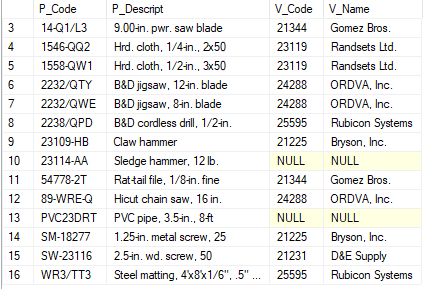 P_Code P_Descript V_Code V_Name
3 14-Q1/L3 9.00-in. pwr. saw blade 21344 Gomez Bros.
4 1546-QQ2 Hrd. cloth, 1/4-in., 2x50 23119 Randsets Ltd.
5 1558-QW1 Hrd. cloth, 1/2-in., 3x50 23119 Randsets Ltd.
6 2232/QTY B&D jigsaw, 12-in. blade 24288 ORDVA, Inc.
7 2232/QWE B&D jigsaw, 8-in. blade 24288 ORDVA, Inc.
8 2238/QPD B&D cordless drill, 1/2-in. 25595 Rubicon Systems
9 23109-HB Claw hammer 21225 Bryson, Inc.
10 23114-AA Sledge hammer, 12 lb. NULL NULL
11 54778-2T Rat-tail file, 1/8-in. fine 21344 Gomez Bros.
12 89-WRE-Q Hicut chain saw, 16 in. 24288 ORDVA, Inc.
13 PVC23DRT PVC pipe, 3.5-in., 8-ft NULL NULL
14 SM-18277 1.25-in. metal screw, 25 21225 Bryson, Inc.
15 SW-23116 2.5-in. wd. screw, 50 21231 D&E Supply
16 WR3/TT3 Steel matting, 4'x8'x1/6", .5" ... 25595 Rubicon Systems